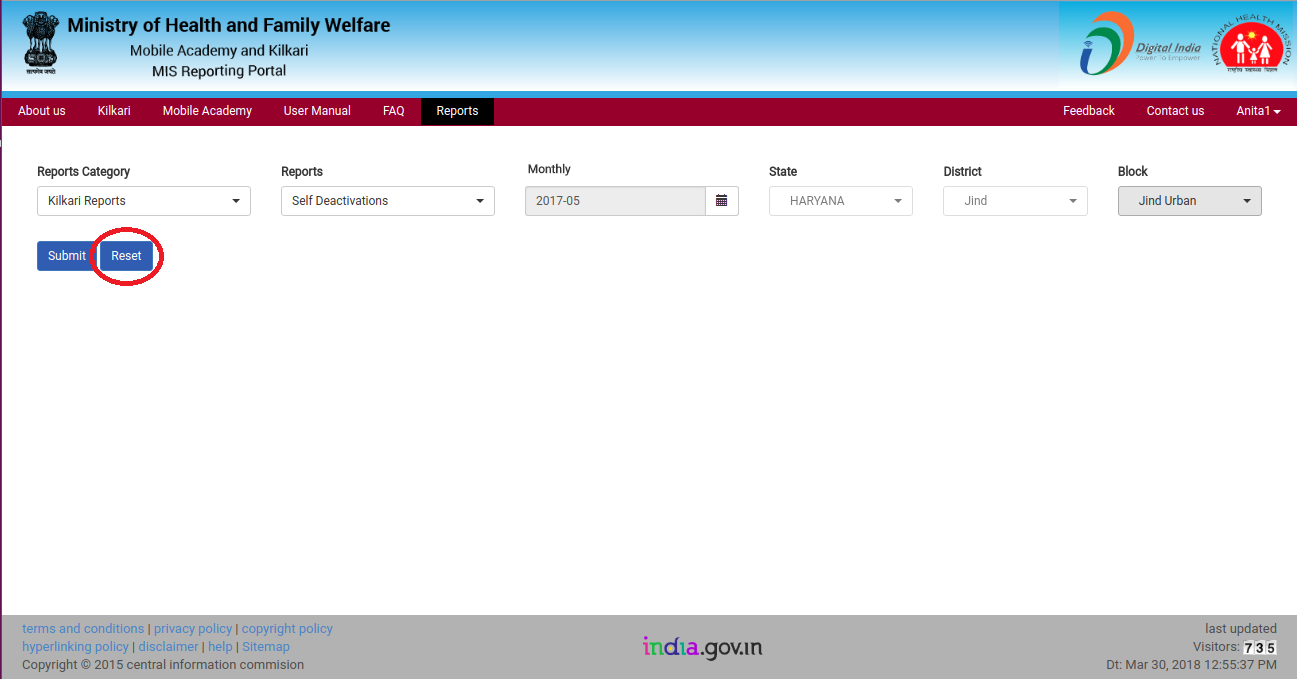 Ministry of Health and Family Welfare
Mobile Academy and Kilkari
MIS Reporting Portal
सत्यमेव जयते
Digital India
Power To Empower
NATIONAL HEALTH MISSION
राष्ट्रीय स्वास्थ्य मिशन
About us Kilkari Mobile Academy User Manual FAQ Reports Feedback Contact us Anita1
Reports Category Reports Monthly State District Block
Kilkari Reports Self Deactivations 2017-05 HARYANA Jind Jind Urban
Submit Reset
terms and conditions | privacy policy | copyright policy
hyperlinking policy | disclaimer | help | Sitemap
Copyright © 2015 central information commision
india.gov.in
last updated
Visitors: 735
Dt: Mar 30, 2018 12:55:37 PM